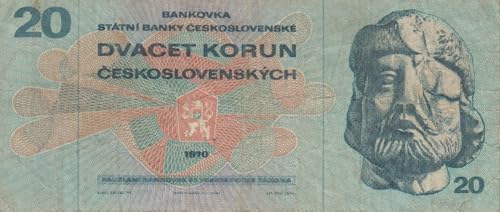 20
BANKOVKA
STÁTNÍ BANKY ČESKOSLOVENSKÉ
DVACET KORUN
ČESKOSLOVENSKÝCH
1970
20